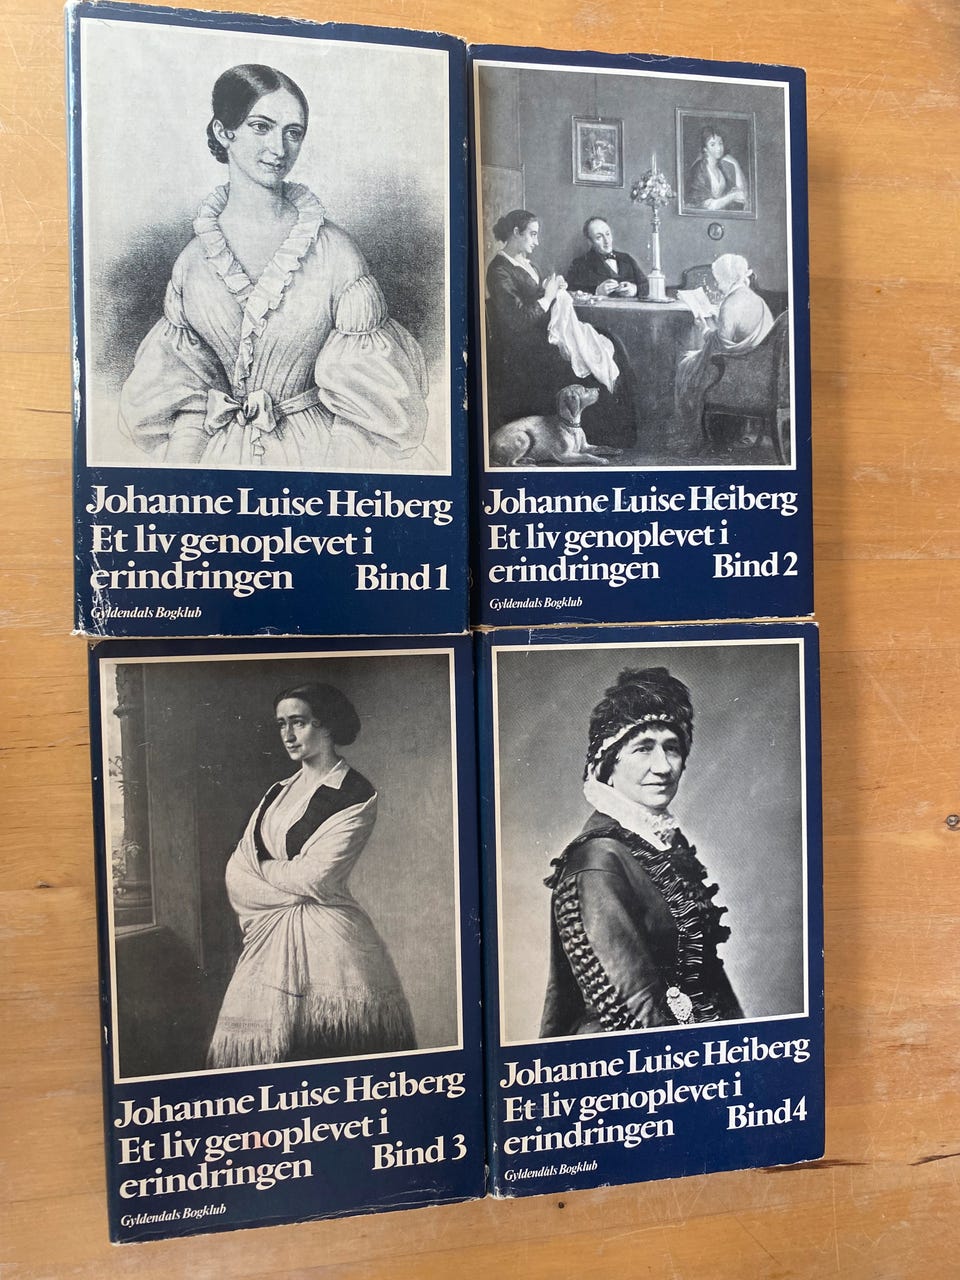 Johanne Luise Heiberg
Et liv genoplevet i
erindringen Bind 1
Gyldendals Bogklub
Johanne Luise Heiberg
Et liv genoplevet i
erindringen Bind 2
Gyldendals Bogklub
Johanne Luise Heiberg
Et liv genoplevet i
erindringen Bind 3
Gyldendals Bogklub
Johanne Luise Heiberg
Et liv genoplevet i
erindringen Bind 4
Gyldendals Bogklub